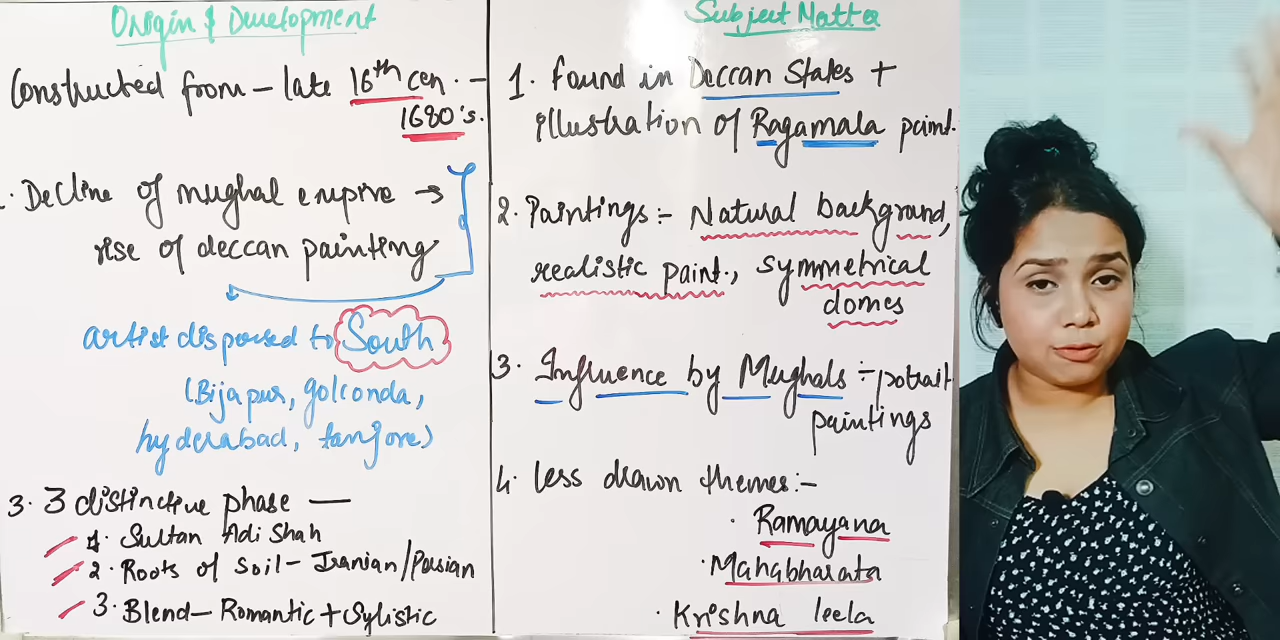 Origin & Development
Constructed from – late 16th cen. –
1680's.
Decline of mughal empire →
rise of deccan painting
artist dispersed to South
(Bijapur, golconda,
hyderabad, tanjore)
3. 3 distinctive phase —
1. Sultan Adi Shah
2. Roots of Soil – Iranian/Persian
3. Blend – Romantic + Sylistic
Subject Matter
1. Found in Deccan States +
illustration of Ragamala paint.
2. Paintings :- Natural background,
realistic paint., symmetrical
domes
3. Influence by Mughals :- potrait
paintings
4. less drawn themes :-
· Ramayana
· Mahabharata
· Krishna leela